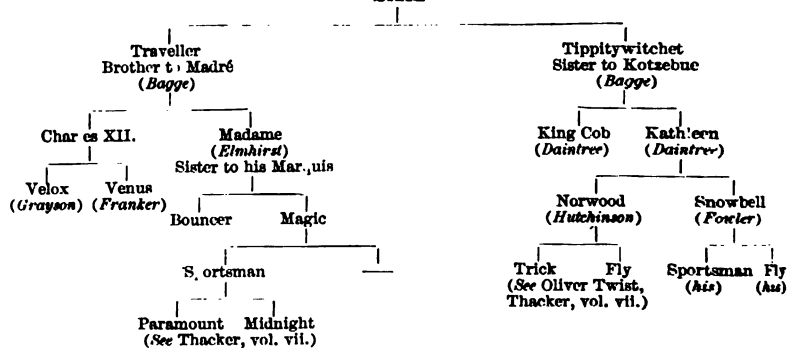 Traveller
Brother to Madré
(Bagge)
Tippitywitchet
Sister to Kotzebue
(Bagge)
Charles XII.
Madame
(Elmhirst)
Sister to his Marquis
King Cob
(Daintree)
Kathleen
(Daintree)
Velox
(Grayson)
Venus
(Franker)
Bouncer
Magic
Norwood
(Hutchinson)
Snowbell
(Fowler)
Sportsman
Trick
Fly
(See Oliver Twist,
Thacker, vol. vii.)
Sportsman
(his)
Fly
(his)
Paramount
Midnight
(See Thacker, vol. vii.)